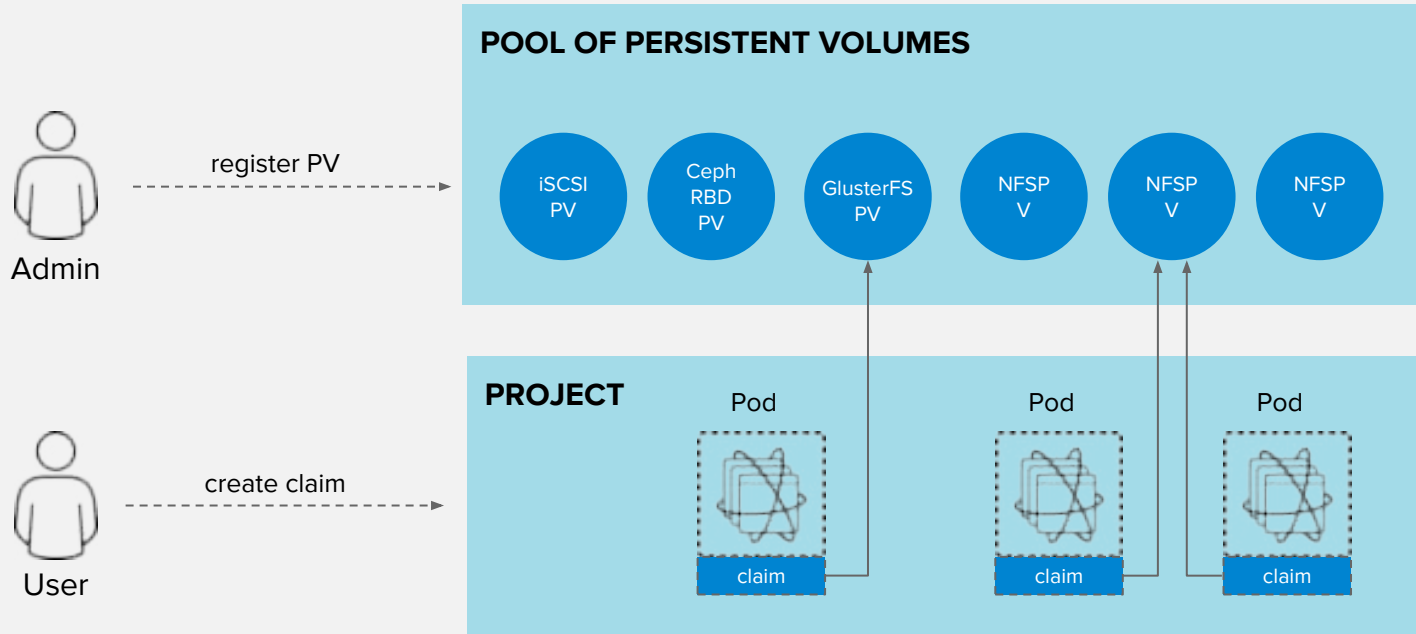 POOL OF PERSISTENT VOLUMES
register PV
Admin
iSCSI
PV
Ceph
RBD
PV
GlusterFS
PV
NFSP
V
NFSP
V
NFSP
V
PROJECT
create claim
User
Pod
claim
Pod
claim
Pod
claim